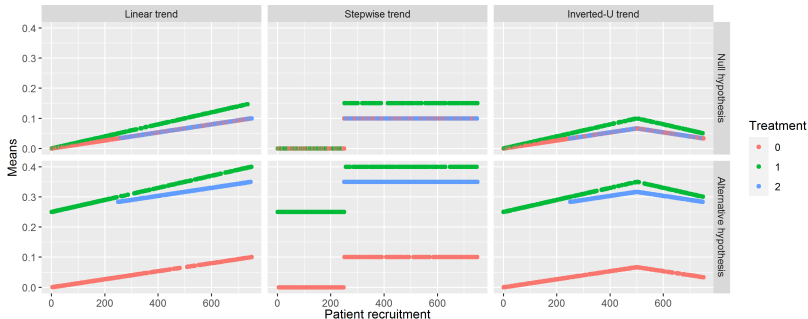 Linear trend
Stepwise trend
Inverted-U trend
0.4
0.3
0.2
0.1
0.0
Null hypothesis
0.4
0.3
0.2
0.1
0.0
Alternative hypothesis
Means
0 200 400 600
0 200 400 600
0 200 400 600
Patient recruitment
Treatment
0
1
2